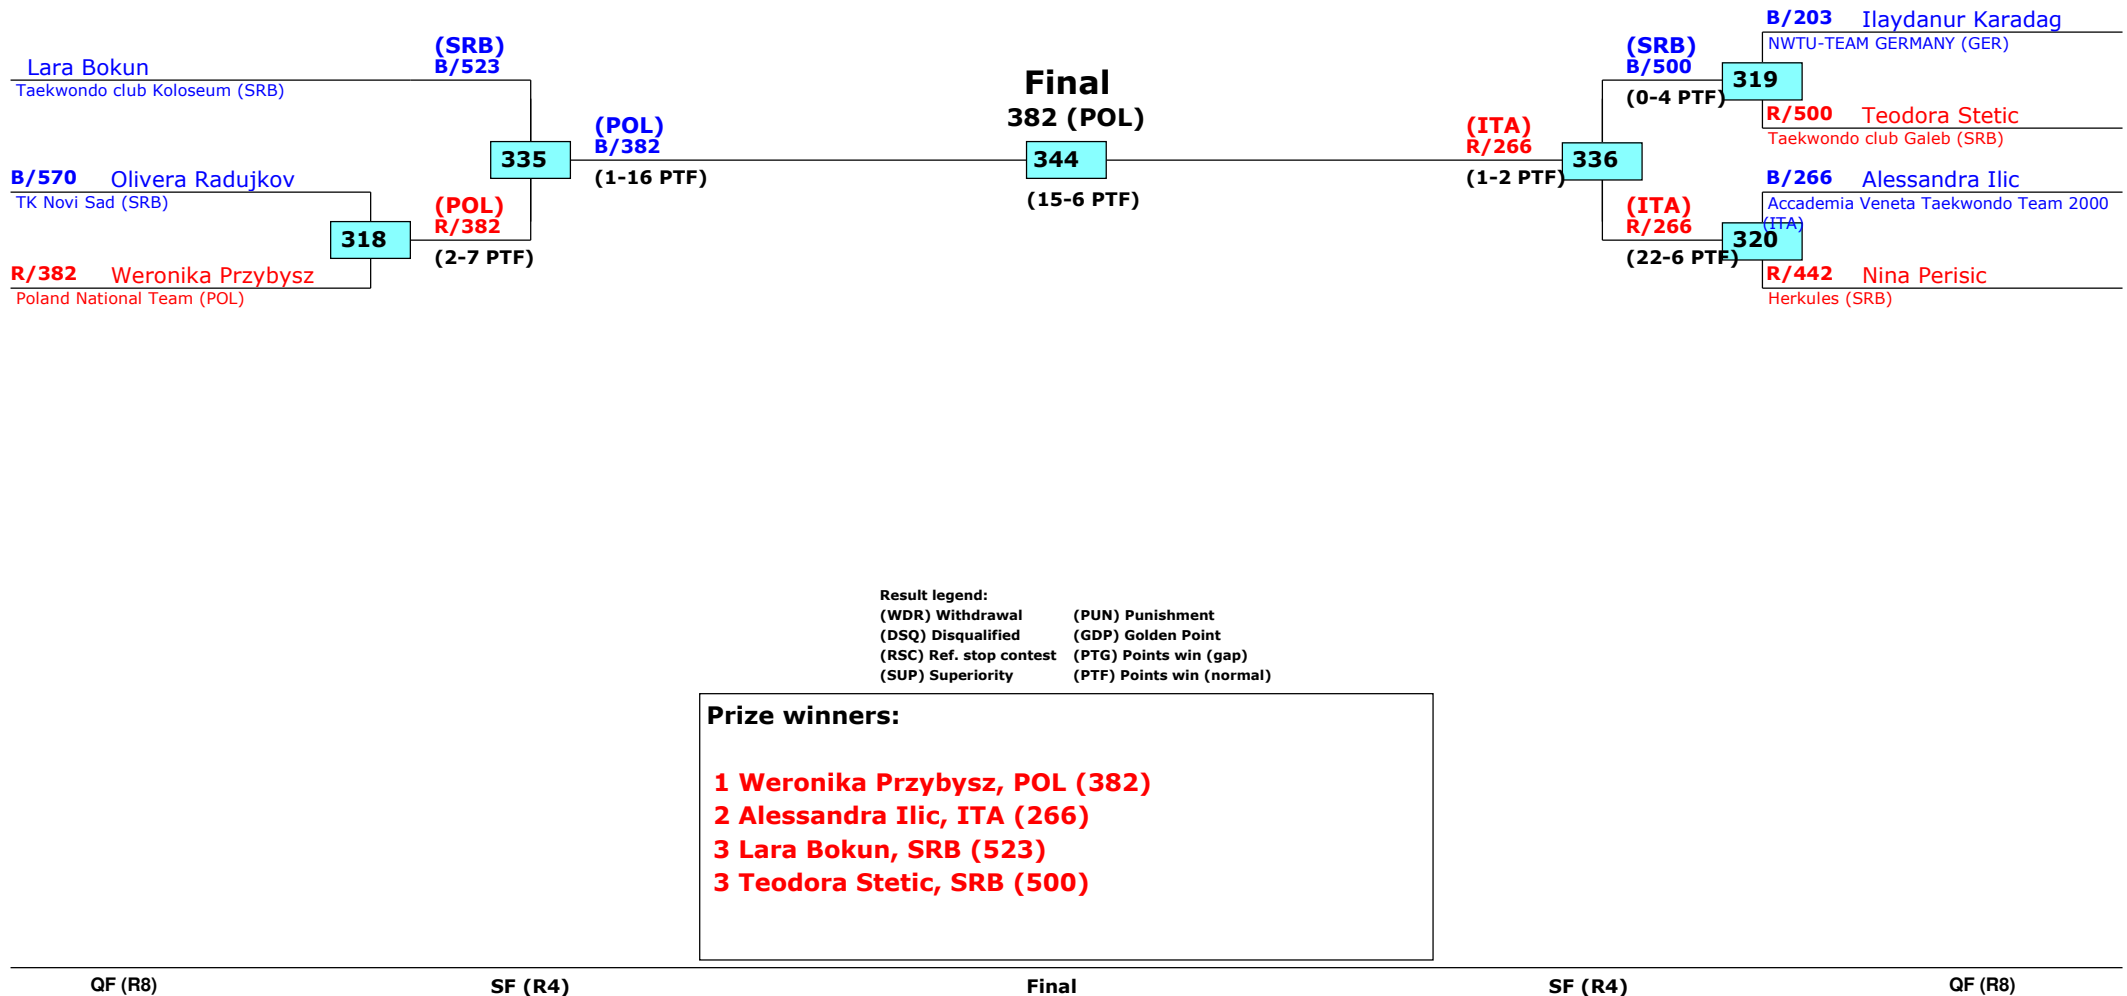 Lara Bokun
Taekwondo club Koloseum (SRB)
B/570 Olivera Radujkov
TK Novi Sad (SRB)
R/382 Weronika Przybysz
Poland National Team (POL)
318
(SRB)
B/523
(POL)
R/382
(2-7 PTF)
335
(POL)
B/382
(1-16 PTF)
Final
382 (POL)
344
(15-6 PTF)
(ITA)
R/266
(1-2 PTF)
336
(SRB)
B/500
(0-4 PTF)
(ITA)
R/266
(22-6 PTF)
319
320
B/203 Ilaydanur Karadag
NWTU-TEAM GERMANY (GER)
R/500 Teodora Stetic
Taekwondo club Galeb (SRB)
B/266 Alessandra Ilic
Accademia Veneta Taekwondo Team 2000
(ITA)
R/442 Nina Perisic
Herkules (SRB)
Result legend:
(WDR) Withdrawal (PUN) Punishment
(DSQ) Disqualified (GDP) Golden Point
(RSC) Ref. stop contest (PTG) Points win (gap)
(SUP) Superiority (PTF) Points win (normal)
Prize winners:
1 Weronika Przybysz, POL (382)
2 Alessandra Ilic, ITA (266)
3 Lara Bokun, SRB (523)
3 Teodora Stetic, SRB (500)
QF (R8) SF (R4) Final SF (R4) QF (R8)